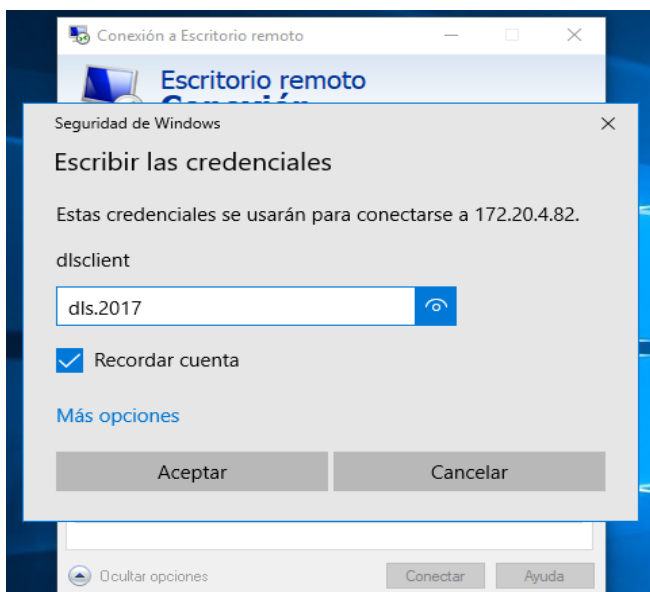 Conexión a Escritorio remoto
Escritorio remoto
Conexión
Seguridad de Windows
Escribir las credenciales
Estas credenciales se usarán para conectarse a 172.20.4.82.
dlsclient
dls.2017
Recordar cuenta
Más opciones
Aceptar
Cancelar
Ocultar opciones
Conectar
Ayuda